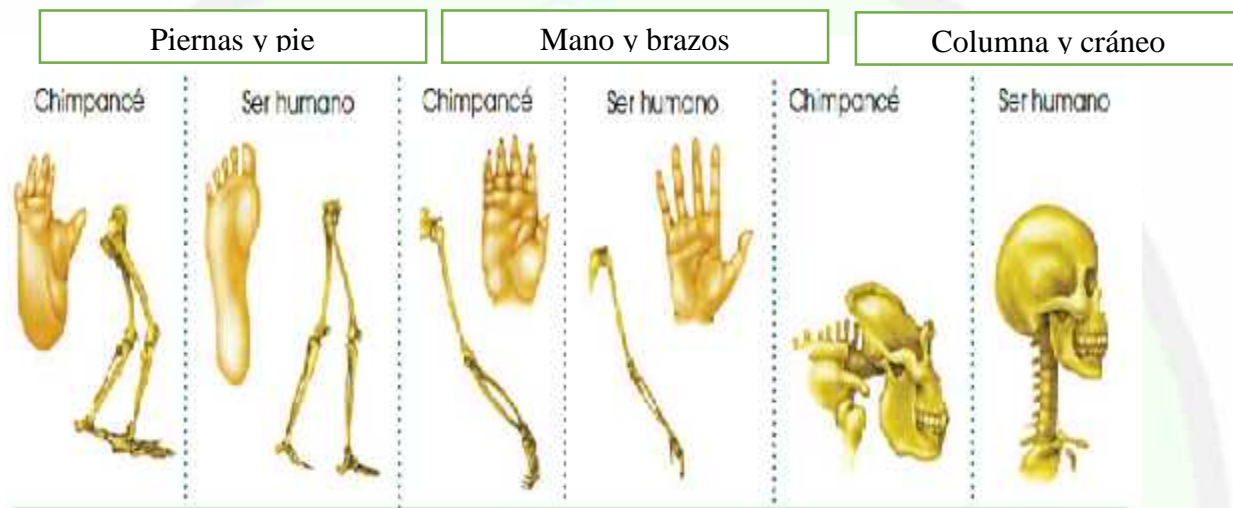 Piernas y pie
Mano y brazos
Columna y cráneo
Chimpancé
Ser humano
Chimpancé
Ser humano
Chimpancé
Ser humano